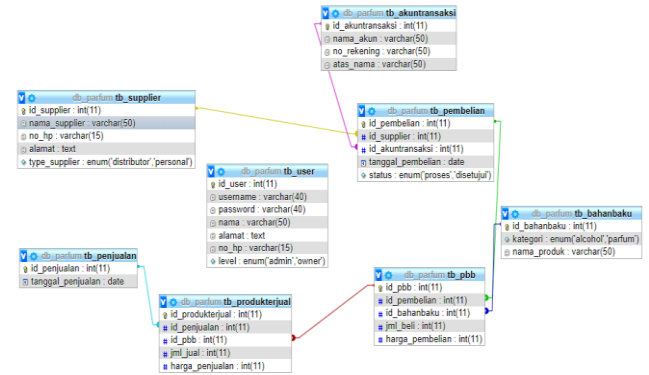 db_parfum tb_akuntransaksi
id_akuntransaksi : int(11)
nama_akun : varchar(50)
no_rekening : varchar(50)
atas_nama : varchar(50)
db_parfum tb_supplier
id_supplier : int(11)
nama_supplier : varchar(50)
no_hp : varchar(15)
alamat : text
type_supplier : enum('distributor','personal')
db_parfum tb_pembelian
id_pembelian : int(11)
id_supplier : int(11)
id_akuntransaksi : int(11)
tanggal_pembelian : date
status : enum('proses','disetujui')
db_parfum tb_user
id_user : int(11)
username : varchar(40)
password : varchar(40)
nama : varchar(50)
alamat : text
no_hp : varchar(15)
level : enum('admin','owner')
db_parfum tb_bahanbaku
id_bahanbaku : int(11)
kategori : enum('alcohol','parfum')
nama_produk : varchar(50)
db_parfum tb_penjualan
id_penjualan : int(11)
tanggal_penjualan : date
db_parfum tb_produkterjual
id_produkterjual : int(11)
id_penjualan : int(11)
id_pbb : int(11)
jml_jual : int(11)
harga_penjualan : int(11)
db_parfum tb_pbb
id_pbb : int(11)
id_pembelian : int(11)
id_bahanbaku : int(11)
jml_beli : int(11)
harga_pembelian : int(11)